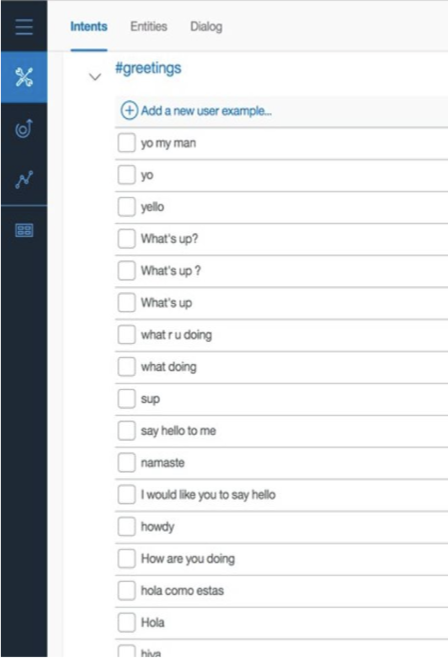 Intents Entities Dialog
#greetings
Add a new user example...
yo my man
yo
yello
What's up?
What's up ?
What's up
what r u doing
what doing
sup
say hello to me
namaste
I would like you to say hello
howdy
How are you doing
hola como estas
Hola
hiya